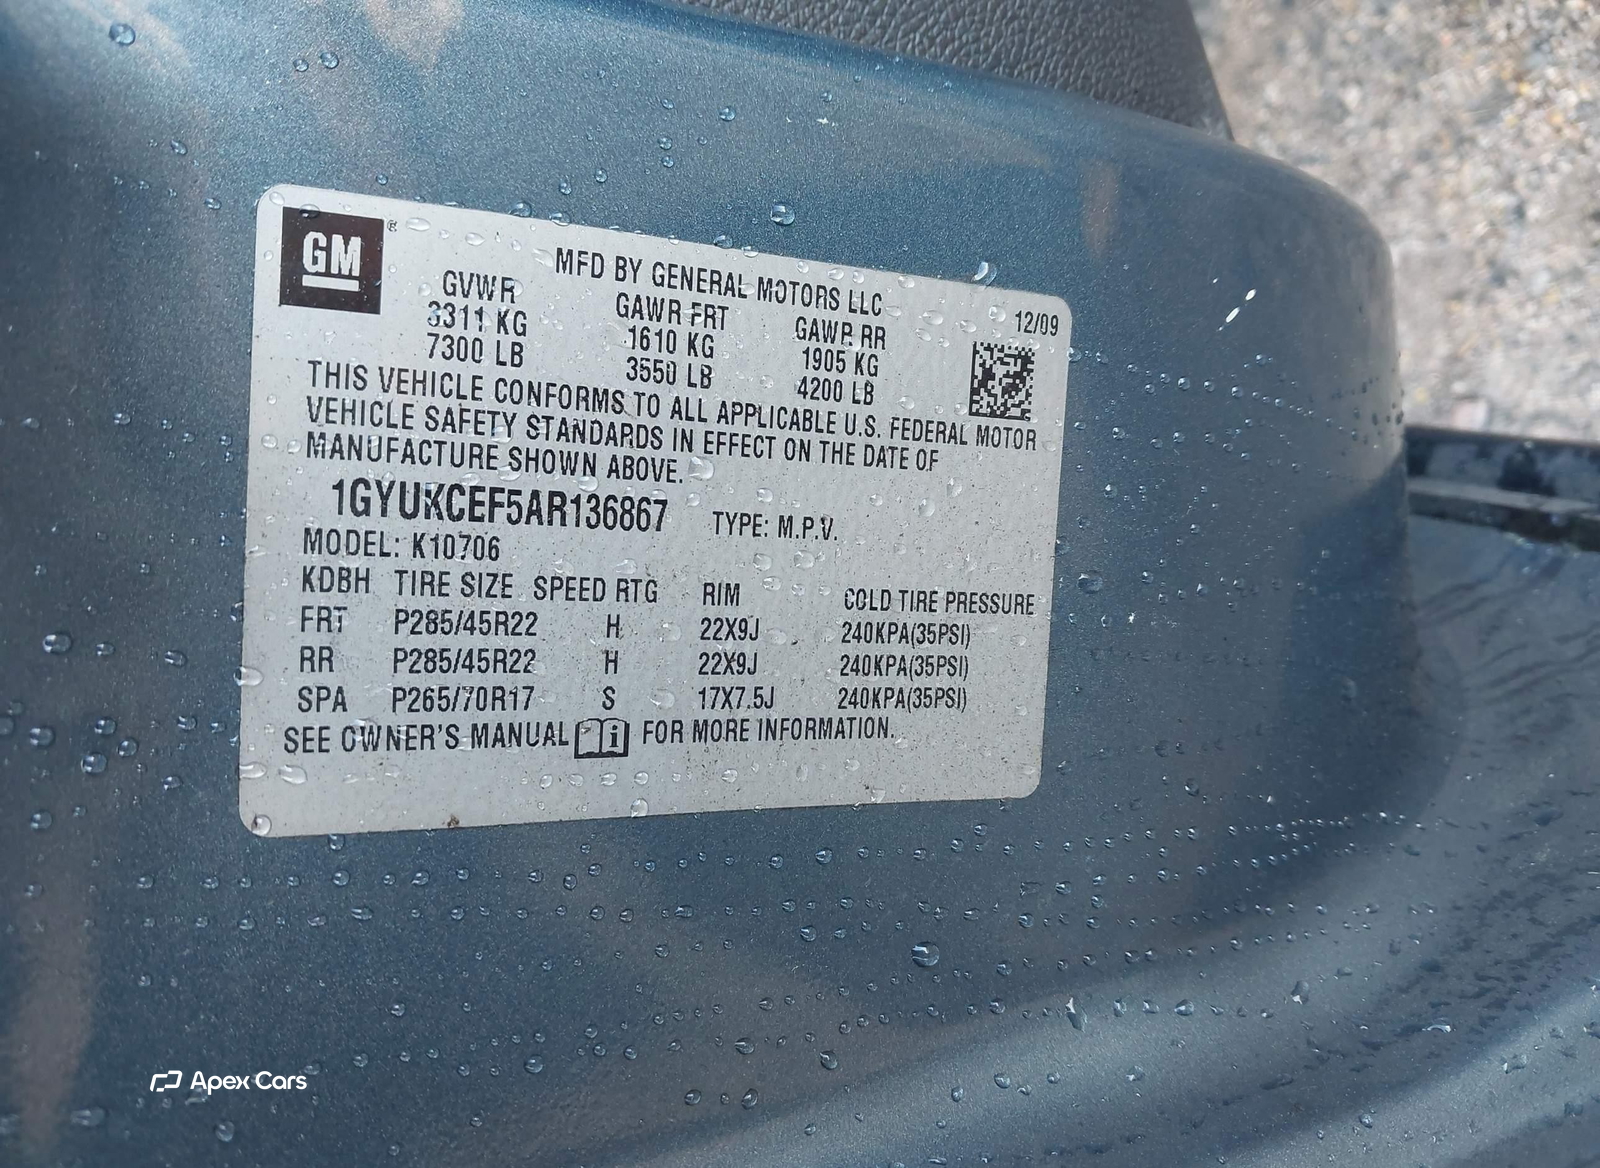 GM ®
MFD BY GENERAL MOTORS LLC
GVWR GAWR FRT GAWR RR 12/09
3311 KG 1610 KG 1905 KG
7300 LB 3550 LB 4200 LB
THIS VEHICLE CONFORMS TO ALL APPLICABLE U.S. FEDERAL MOTOR
VEHICLE SAFETY STANDARDS IN EFFECT ON THE DATE OF
MANUFACTURE SHOWN ABOVE.
1GYUKCEF5AR136867 TYPE: M.P.V.
MODEL: K10706
KDBH TIRE SIZE SPEED RTG RIM COLD TIRE PRESSURE
FRT P285/45R22 H 22X9J 240KPA(35PSI)
RR P285/45R22 H 22X9J 240KPA(35PSI)
SPA P265/70R17 S 17X7.5J 240KPA(35PSI)
SEE OWNER'S MANUAL i FOR MORE INFORMATION.
Apex Cars